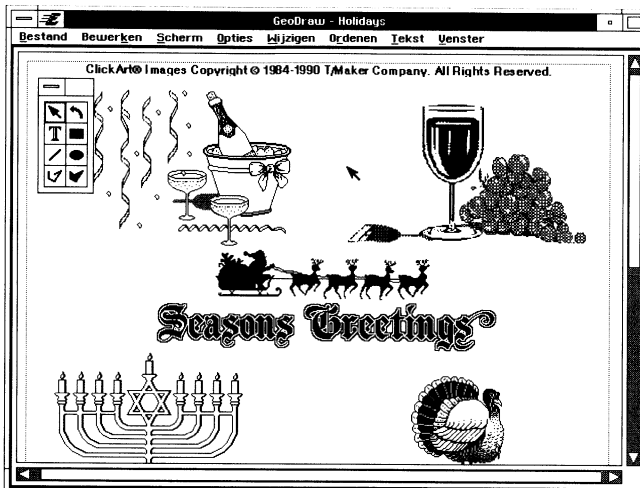 GeoDraw - Holidays
Bestand Bewerken Scherm Opties Wijzigen Ordenen Tekst Venster
ClickArt® Images Copyright © 1984-1990 T/Maker Company. All Rights Reserved.
T
Seasons Greetings